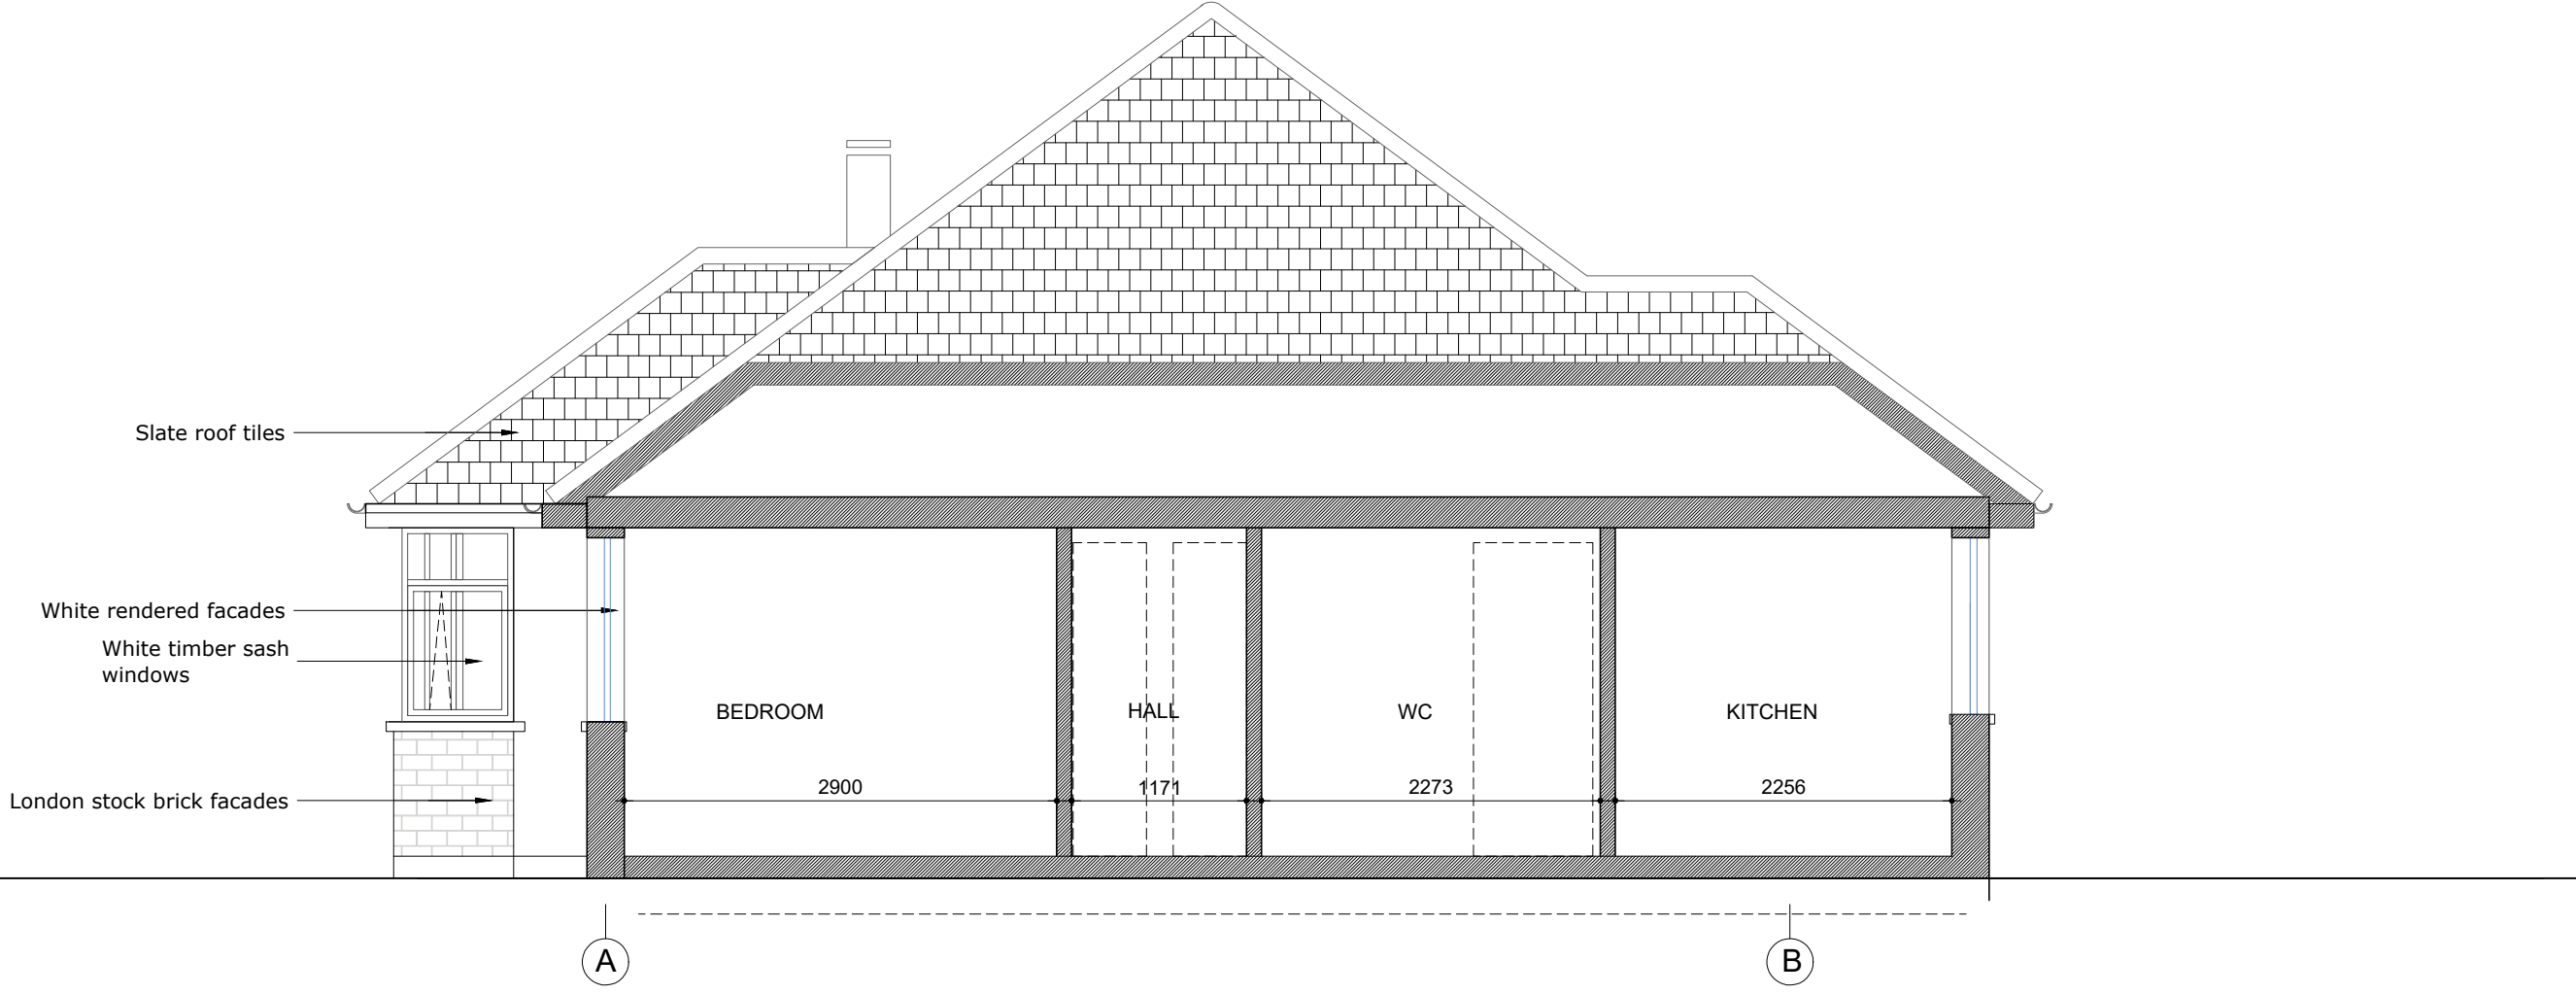 Slate roof tiles
White rendered facades
White timber sash
windows
London stock brick facades
BEDROOM
HALL
WC
KITCHEN
2900
1171
2273
2256
A
B